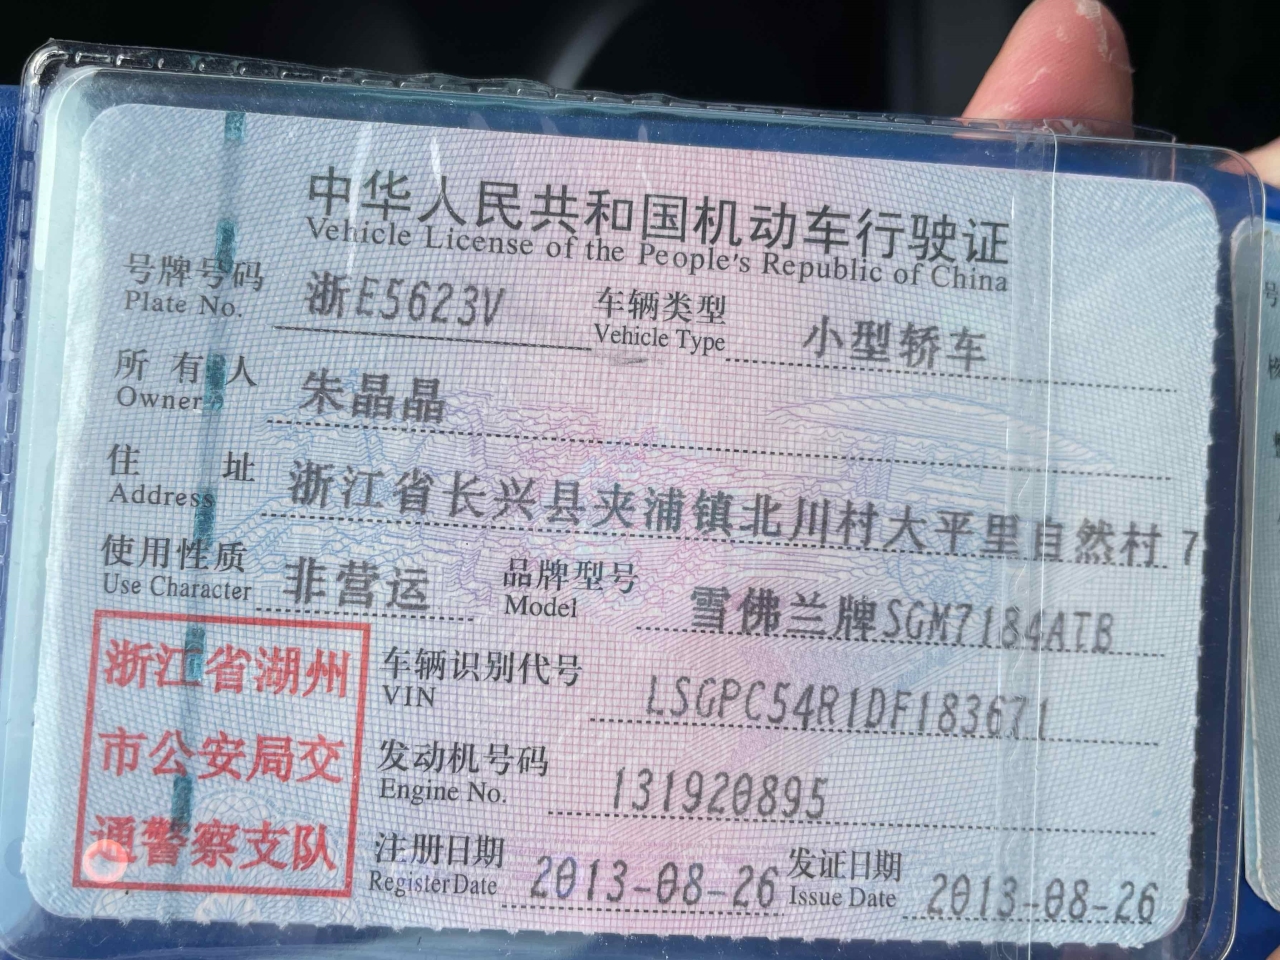 中华人民共和国机动车行驶证
Vehicle License of the People's Republic of China
号牌号码 浙E5623V 车辆类型 小型轿车
Plate No. Vehicle Type
所有人 朱晶晶
Owner
住址 浙江省长兴县夹浦镇北川村大平里自然村 7
Address
使用性质 非营运 品牌型号 雪佛兰牌SGM7184ATB
Use Character Model
浙江省湖州
市公安局交
通警察支队
车辆识别代号 LSGPC54R1DF183671
VIN
发动机号码 131920895
Engine No.
注册日期 2013-08-26 发证日期 2013-08-26
Register Date Issue Date
号